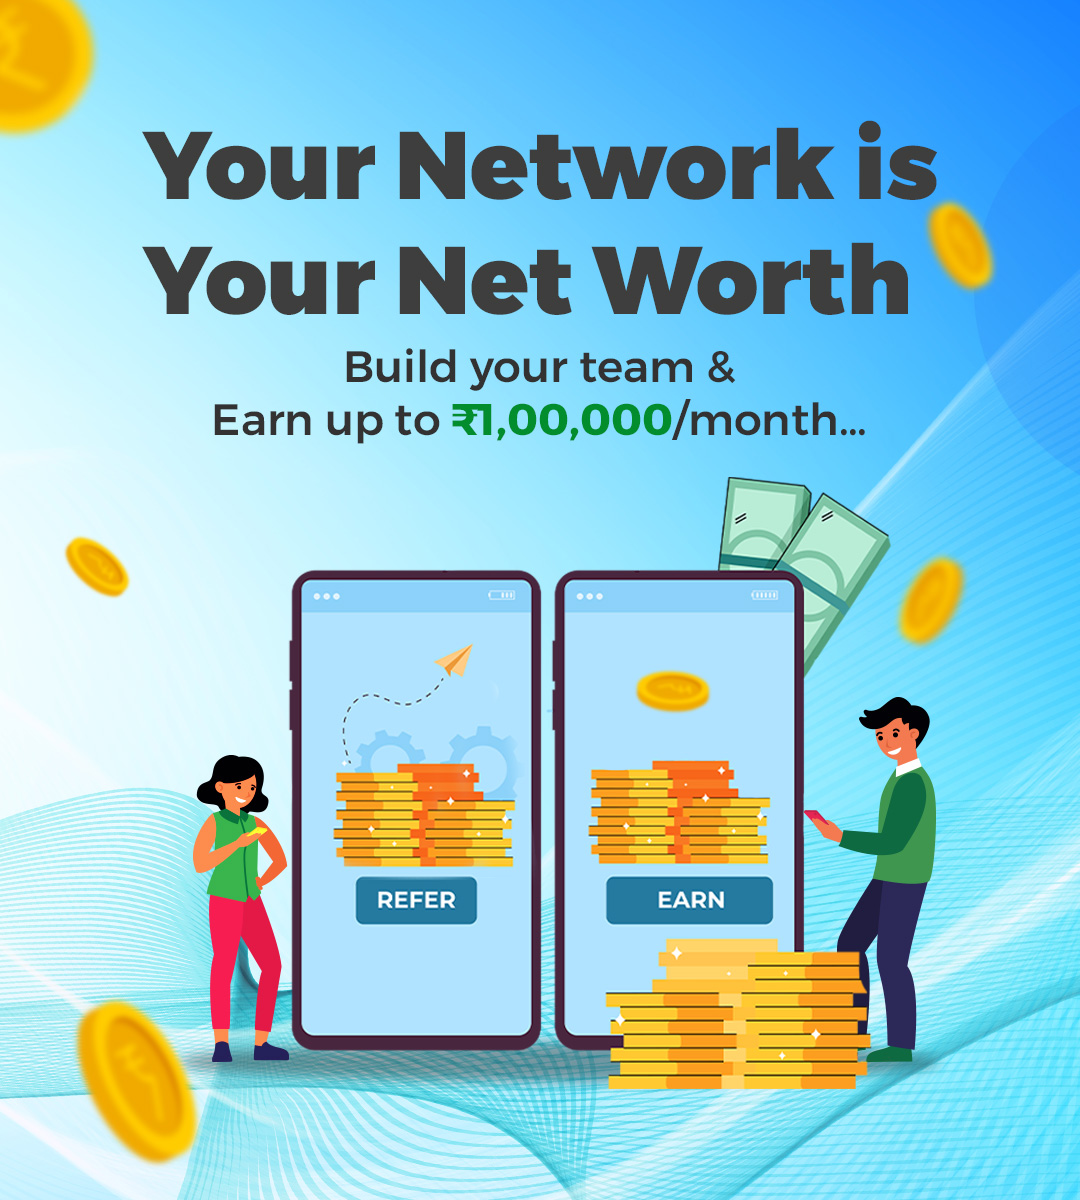 Your Network is
Your Net Worth
Build your team &
Earn up to ₹1,00,000/month...
REFER
EARN